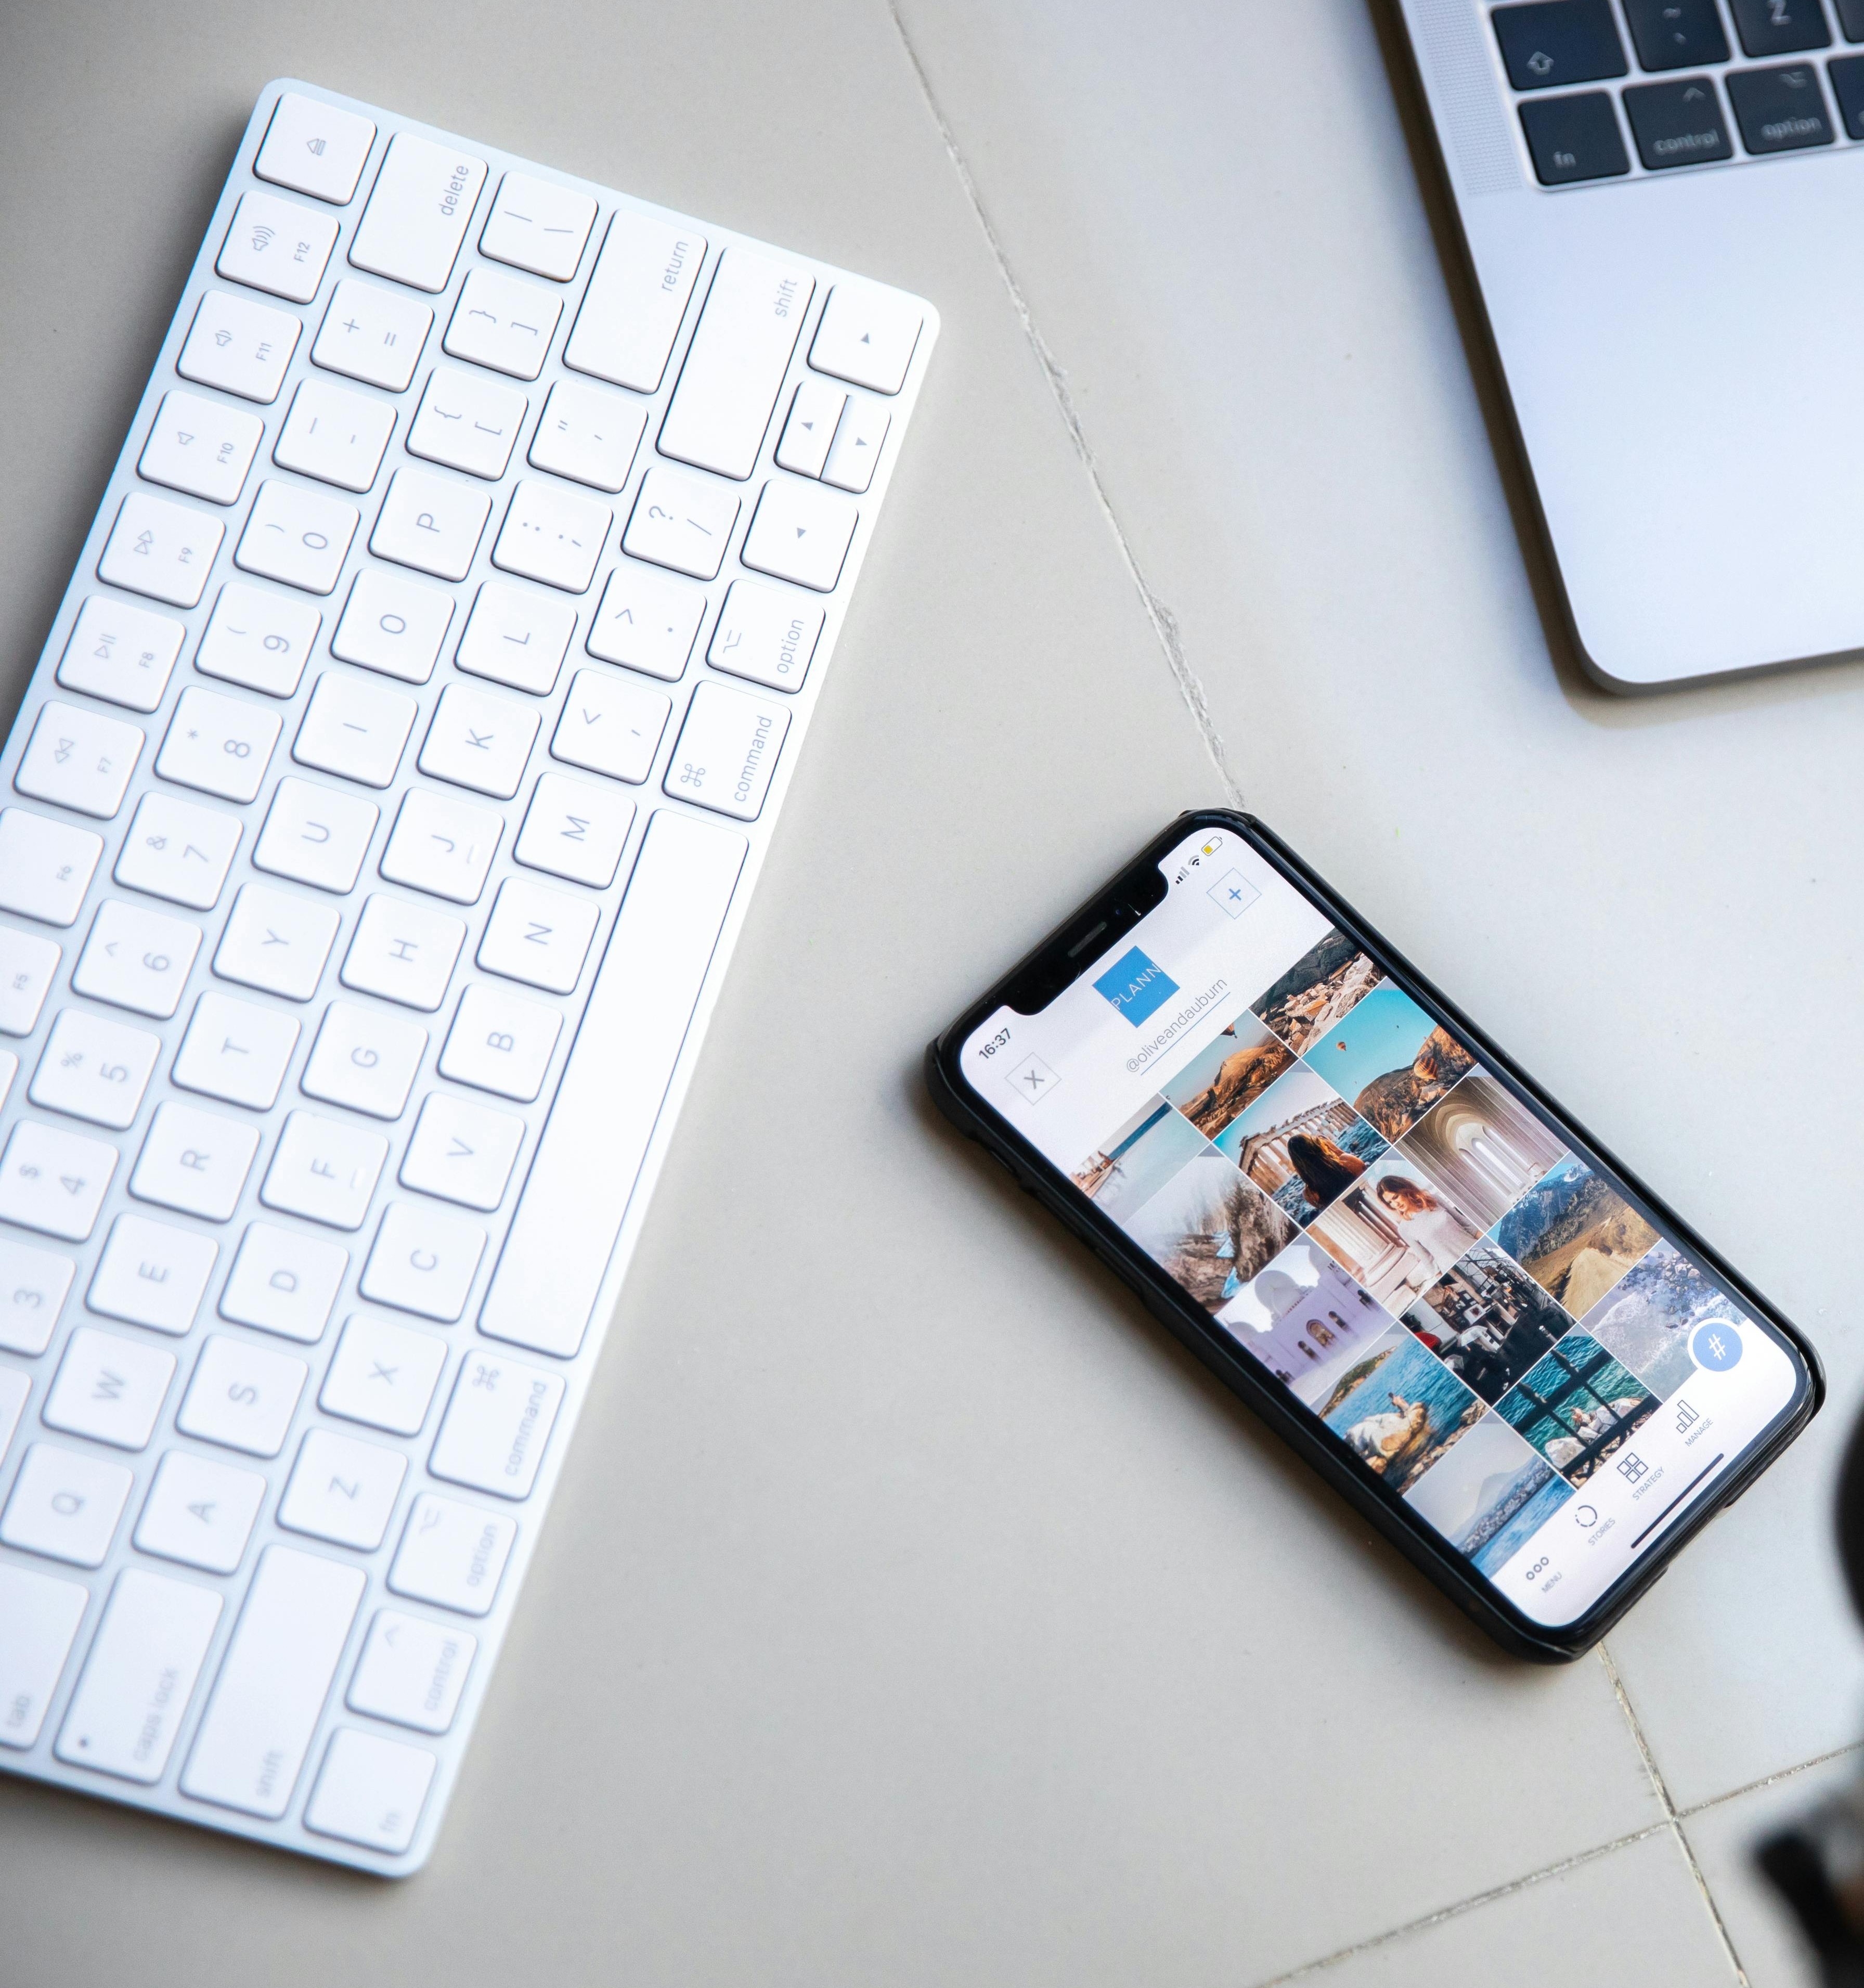 delete
F12
return
F11
shift
+ =
} ]
F10
_ -
{ [
" '
F9
) 0
P
: ;
? /
F8
( 9
O
L
> .
option
F7
* 8
I
K
< ,
command
F6
& 7
U
J
M
F5
^ 6
Y
H
N
% 5
T
G
B
$ 4
R
F
V
3
E
D
C
W
S
X
command
Q
A
Z
option
tab
caps lock
shift
control
fn
~ `
Z
fn
control
option
16:37
X
PLANN
+
@oliveandauburn
#
MENU
STORIES
STRATEGY
MANAGE